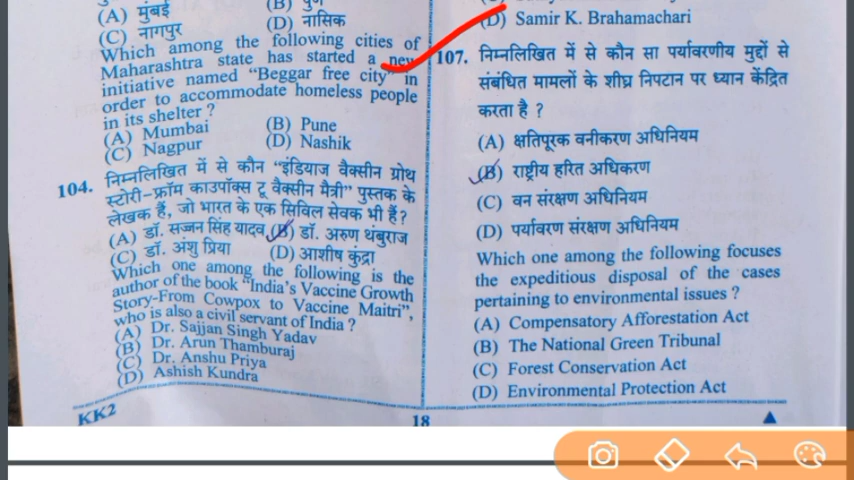 (A) मुंबई
(B) पुणे
(C) नागपुर
(D) नासिक
Which among the following cities of
Maharashtra state has started a new
initiative named "Beggar free city" in
order to accommodate homeless people
in its shelter ?
(A) Mumbai
(B) Pune
(C) Nagpur
(D) Nashik
104. निम्नलिखित में से कौन "इंडियाज वैक्सीन ग्रोथ
स्टोरी-फ्रॉम काउपॉक्स टू वैक्सीन मैत्री" पुस्तक के
लेखक हैं, जो भारत के एक सिविल सेवक भी हैं?
(A) डॉ. सज्जन सिंह यादव (B) डॉ. अरुण थंबुराज
(C) डॉ. अंशु प्रिया
(D) आशीष कुंद्रा
Which one among the following is the
author of the book "India's Vaccine Growth
Story-From Cowpox to Vaccine Maitri",
who is also a civil servant of India ?
(A) Dr. Sajjan Singh Yadav
(B) Dr. Arun Thamburaj
(C) Dr. Anshu Priya
(D) Ashish Kundra
KK2
18
(D) Samir K. Brahamachari
107. निम्नलिखित में से कौन सा पर्यावरणीय मुद्दों से
संबंधित मामलों के शीघ्र निपटान पर ध्यान केंद्रित
करता है ?
(A) क्षतिपूरक वनीकरण अधिनियम
(B) राष्ट्रीय हरित अधिकरण
(C) वन संरक्षण अधिनियम
(D) पर्यावरण संरक्षण अधिनियम
Which one among the following focuses
the expeditious disposal of the cases
pertaining to environmental issues ?
(A) Compensatory Afforestation Act
(B) The National Green Tribunal
(C) Forest Conservation Act
(D) Environmental Protection Act